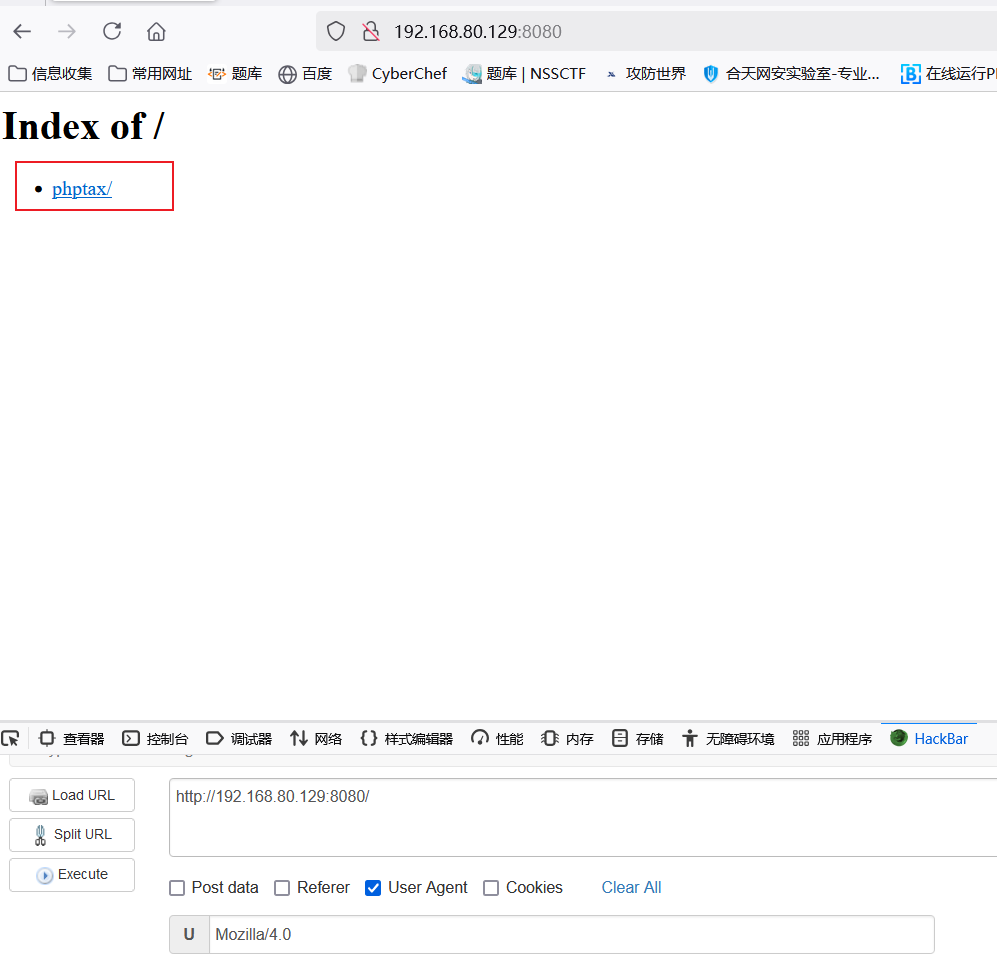 192.168.80.129:8080
信息收集 常用网址 题库 百度 CyberChef 题库 | NSSCTF 攻防世界 合天网安实验室-专业... 在线运行P
Index of /
phptax/
查看器 控制台 调试器 网络 样式编辑器 性能 内存 存储 无障碍环境 应用程序 HackBar
Load URL
http://192.168.80.129:8080/
Split URL
Execute
Post data Referer User Agent Cookies Clear All
U Mozilla/4.0